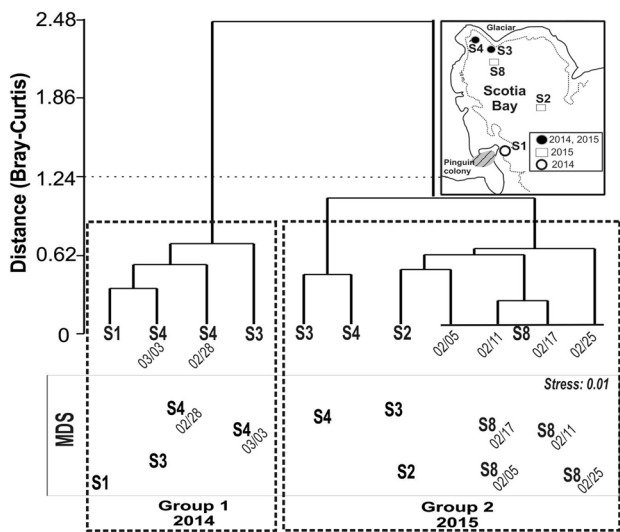 2.48
Glaciar
S4
S3
S8
Scotia
Bay
S2
S1
Pinguin
colony
2014, 2015
2015
2014
1.86
1.24
0.62
0
Distance (Bray-Curtis)
S1 S4 S4 S3 S3 S4 S2 S8
03/03 02/28 02/05 02/11 02/17 02/25
MDS
Stress: 0.01
S4
02/28
S4
03/03
S3
S1
S4
S3
S8
02/17
S8
02/11
S2
S8
02/05
S8
02/25
Group 1
2014
Group 2
2015